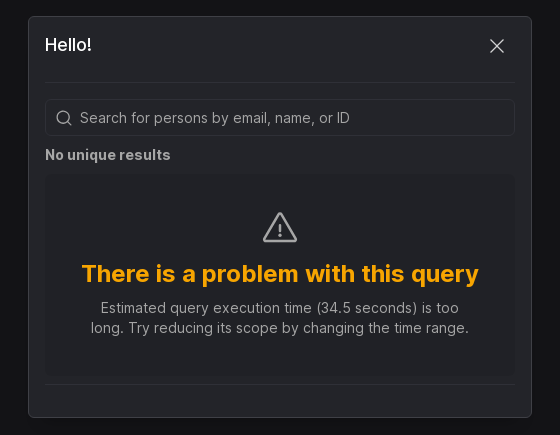 Hello!
Search for persons by email, name, or ID
No unique results
There is a problem with this query
Estimated query execution time (34.5 seconds) is too
long. Try reducing its scope by changing the time range.